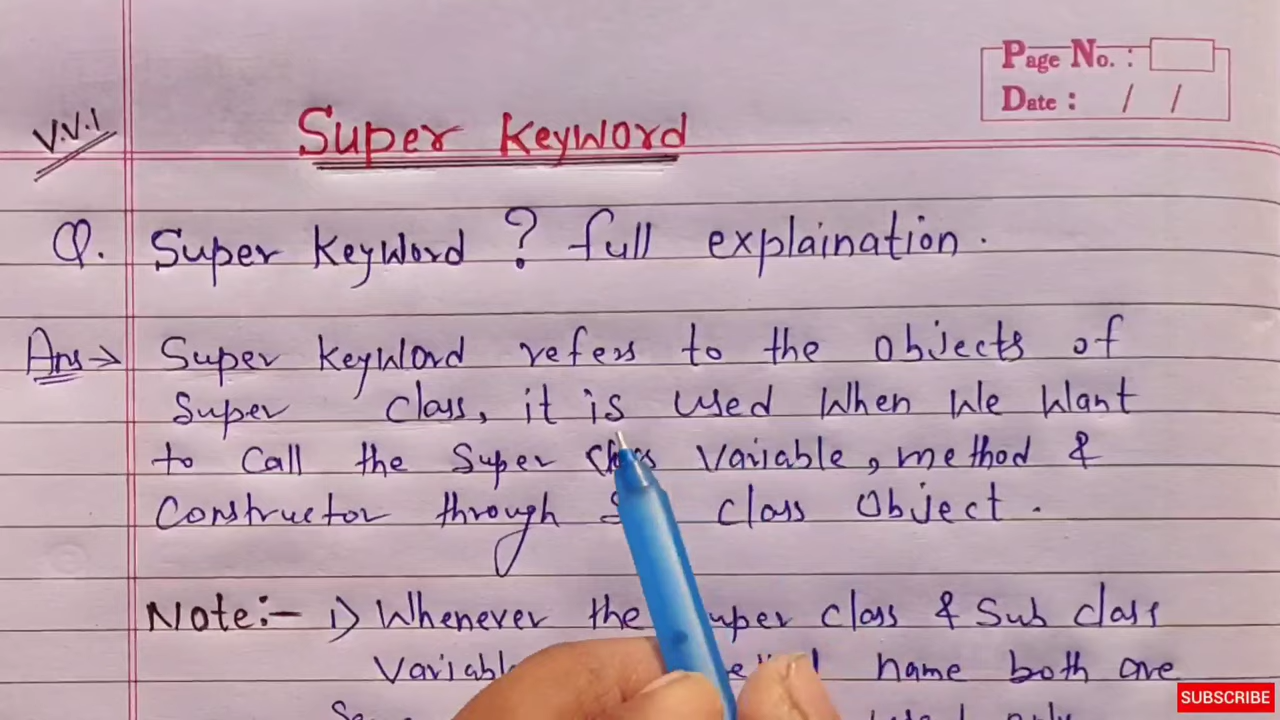 Page No. :
Date : / /
V.V.I
Super Keyword
Q. Super Keyword ? full explaination.
Ans → Super Keyword refers to the Objects of
Super class, it is used When We Want
to Call the Super class Variable, method &
Constructor through class Object.
Note:- 1) Whenever the Super class & Sub class
name both are
SUBSCRIBE